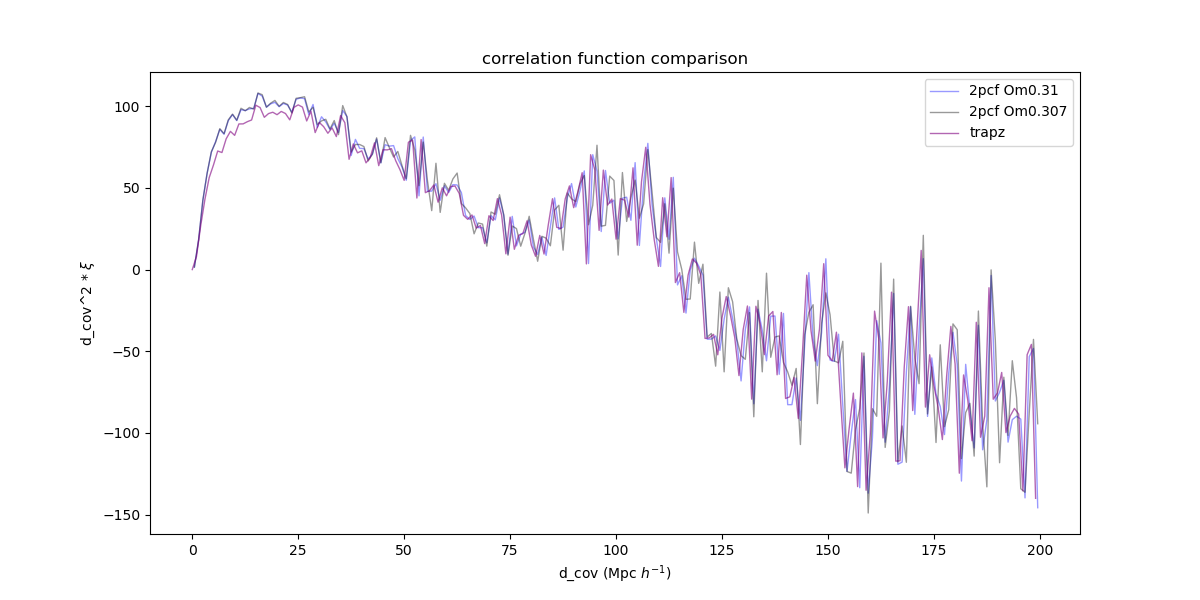 correlation function comparison
2pcf Om0.31
2pcf Om0.307
trapz
d_cov^2 * ξ
100
50
0
−50
−100
−150
0 25 50 75 100 125 150 175 200
d_cov (Mpc h⁻¹)